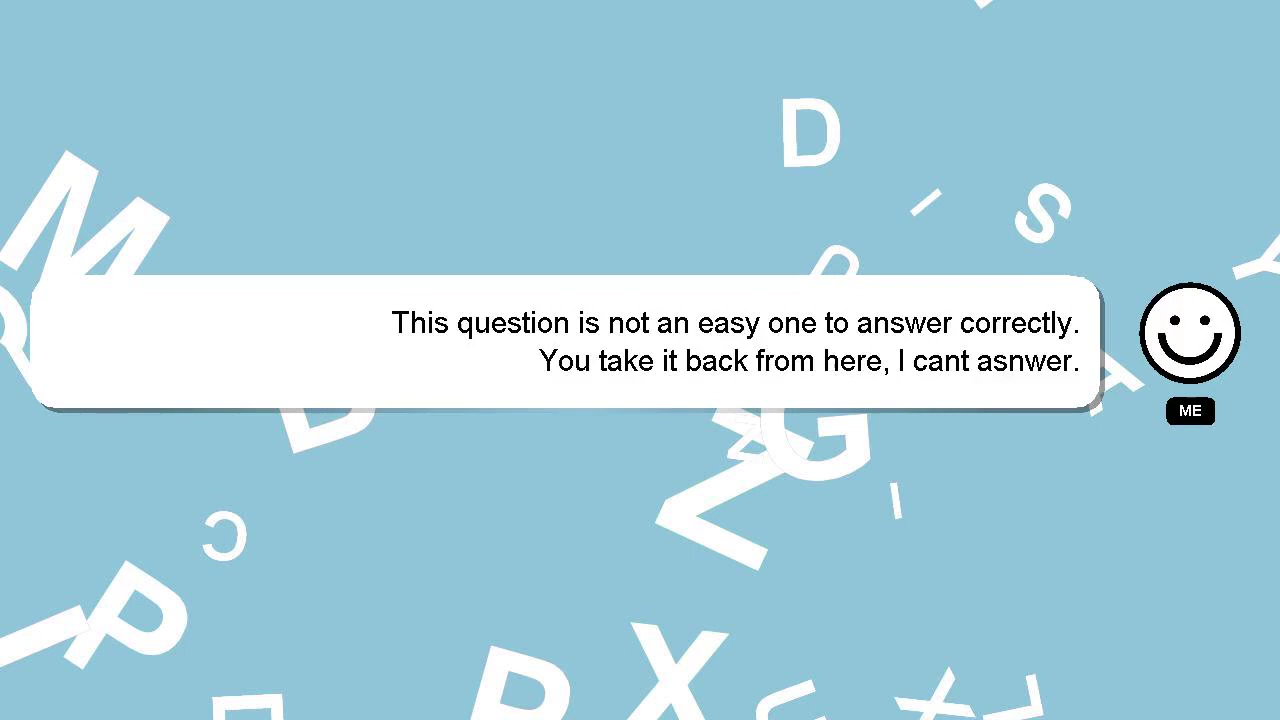 This question is not an easy one to answer correctly.
You take it back from here, I cant asnwer.
ME